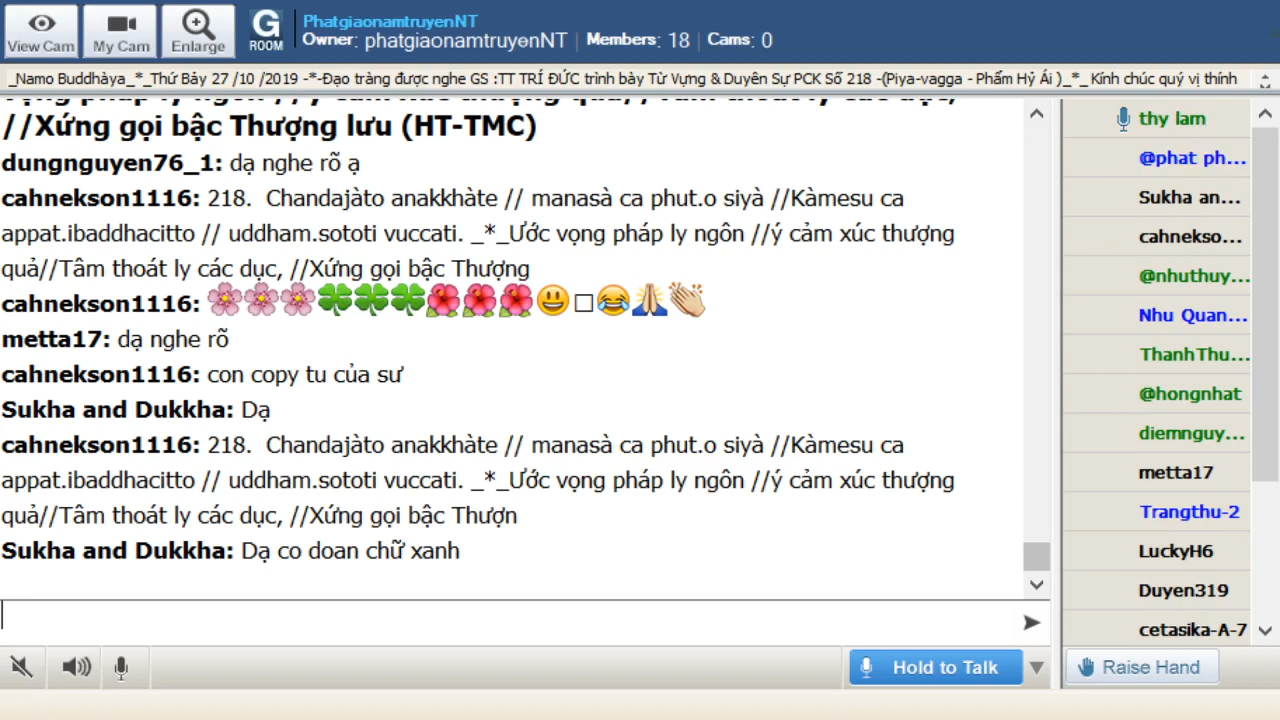 View Cam
My Cam
Enlarge
G
ROOM
PhatgiaonamtruyenNT
Owner: phatgiaonamtruyenNT | Members: 18 | Cams: 0
_Namo Buddhàya_*_Thứ Bảy 27 /10 /2019 -*-Đạo tràng được nghe GS :TT TRÍ ĐỨC trình bày Từ Vựng & Duyên Sự PCK Số 218 -(Piya-vagga - Phẩm Hỷ Ái )_*_Kính chúc quý vị thính
//Xứng gọi bậc Thượng lưu (HT-TMC)
dungnguyen76_1: dạ nghe rõ ạ
cahnekson1116: 218.  Chandajàto anakkhàte // manasà ca phut.o siyà //Kàmesu ca
appat.ibaddhacitto // uddham.sototi vuccati. _*_Ước vọng pháp ly ngôn //ý cảm xúc thượng
quả//Tâm thoát ly các dục, //Xứng gọi bậc Thượng
cahnekson1116: 🌸🌸🌸🍀🍀🍀🌺🌺🌺😃□😂🙏👏
metta17: dạ nghe rõ
cahnekson1116: con copy tu của sư
Sukha and Dukkha: Dạ
cahnekson1116: 218.  Chandajàto anakkhàte // manasà ca phut.o siyà //Kàmesu ca
appat.ibaddhacitto // uddham.sototi vuccati. _*_Ước vọng pháp ly ngôn //ý cảm xúc thượng
quả//Tâm thoát ly các dục, //Xứng gọi bậc Thượn
Sukha and Dukkha: Dạ co doan chữ xanh
Hold to Talk
thy lam
@phat ph...
Sukha an...
cahnekso...
@nhuthuy...
Nhu Quan...
ThanhThu...
@hongnhat
diemnguy...
metta17
Trangthu-2
LuckyH6
Duyen319
cetasika-A-7
Raise Hand